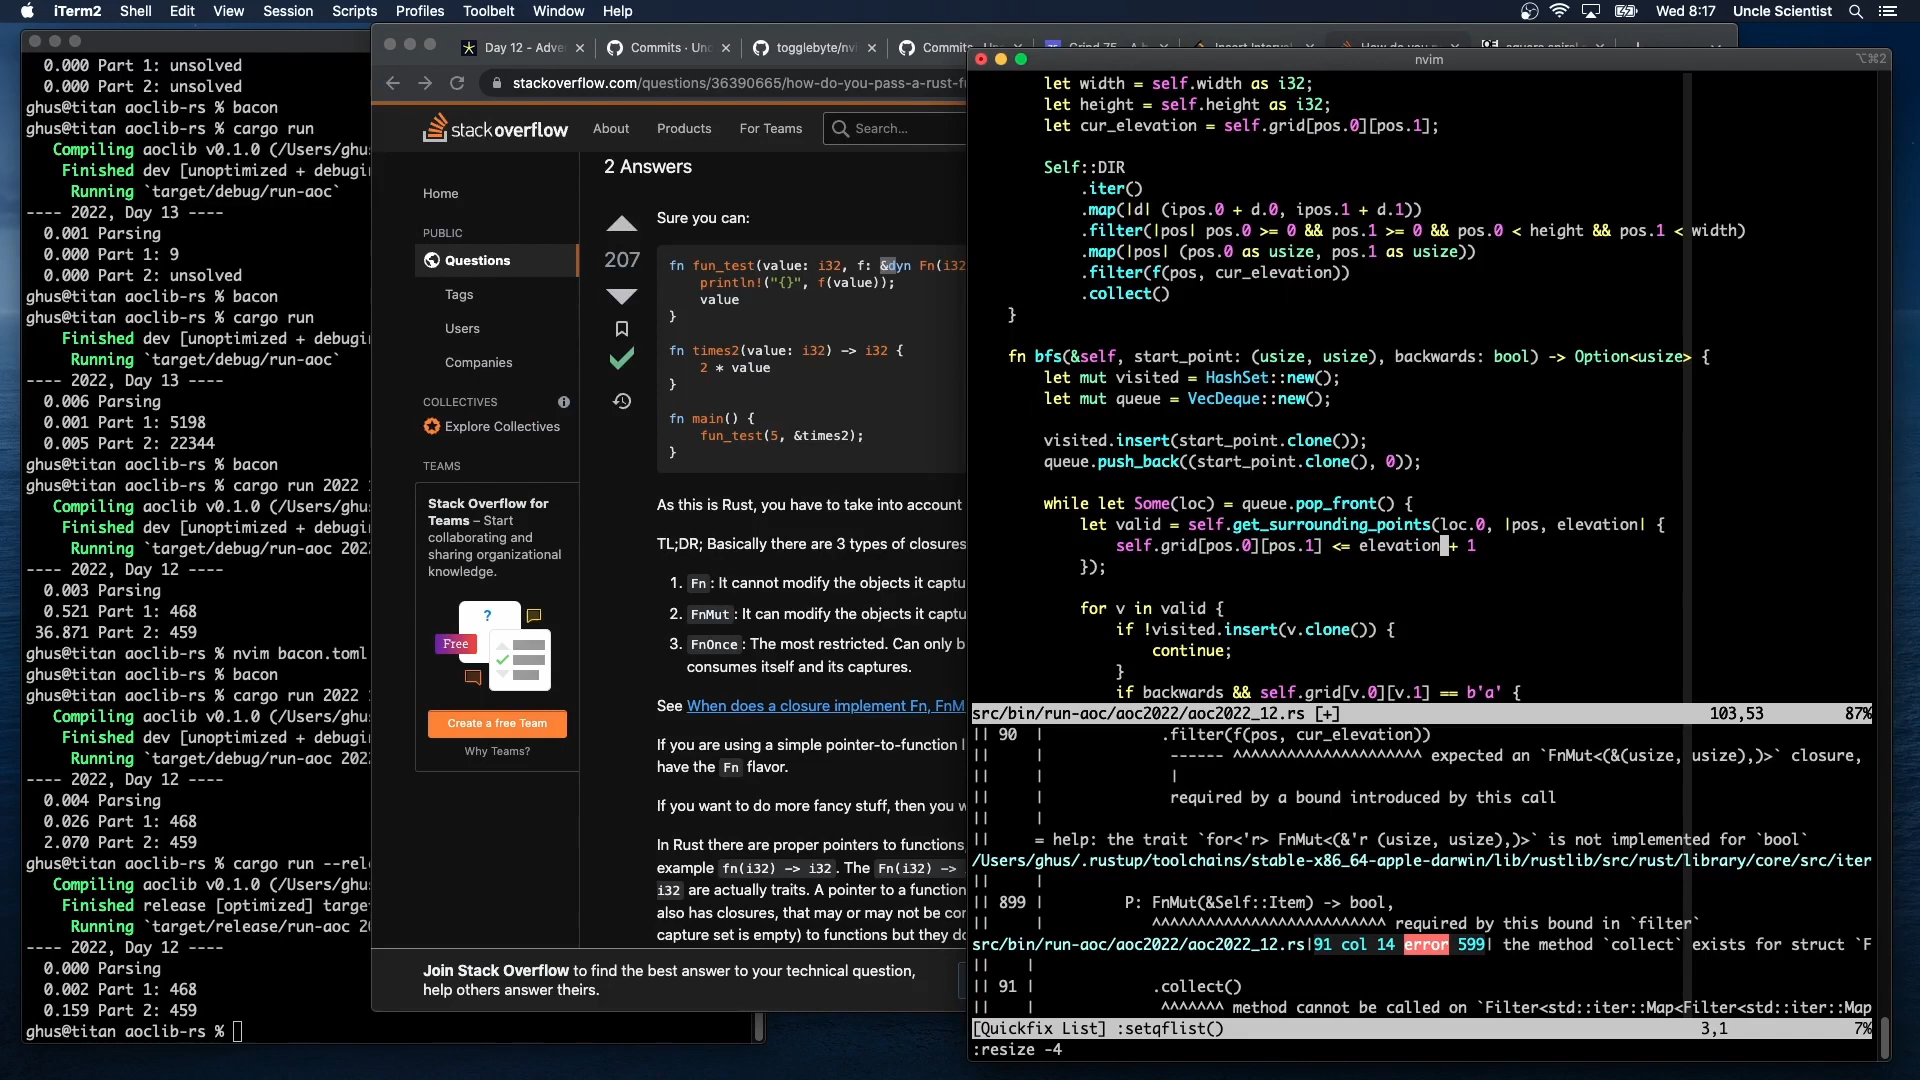 iTerm2 Shell Edit View Session Scripts Profiles Toolbelt Window Help
Wed 8:17 Uncle Scientist
0.000 Part 1: unsolved
0.000 Part 2: unsolved
ghus@titan aoclib-rs % bacon
ghus@titan aoclib-rs % cargo run
Compiling aoclib v0.1.0 (/Users/ghus
Finished dev [unoptimized + debugin
Running `target/debug/run-aoc`
---- 2022, Day 13 ----
0.001 Parsing
0.001 Part 1: 9
0.000 Part 2: unsolved
ghus@titan aoclib-rs % bacon
ghus@titan aoclib-rs % cargo run
Finished dev [unoptimized + debugin
Running `target/debug/run-aoc`
---- 2022, Day 13 ----
0.006 Parsing
0.001 Part 1: 5198
0.005 Part 2: 22344
ghus@titan aoclib-rs % bacon
ghus@titan aoclib-rs % cargo run 2022
Compiling aoclib v0.1.0 (/Users/ghus
Finished dev [unoptimized + debugin
Running `target/debug/run-aoc 202
---- 2022, Day 12 ----
0.003 Parsing
0.521 Part 1: 468
36.871 Part 2: 459
ghus@titan aoclib-rs % nvim bacon.toml
ghus@titan aoclib-rs % bacon
ghus@titan aoclib-rs % cargo run 2022
Compiling aoclib v0.1.0 (/Users/ghus
Finished dev [unoptimized + debugin
Running `target/debug/run-aoc 202
---- 2022, Day 12 ----
0.004 Parsing
0.026 Part 1: 468
2.070 Part 2: 459
ghus@titan aoclib-rs % cargo run --rel
Compiling aoclib v0.1.0 (/Users/ghus
Finished release [optimized] targe
Running `target/release/run-aoc 20
---- 2022, Day 12 ----
0.000 Parsing
0.002 Part 1: 468
0.159 Part 2: 459
ghus@titan aoclib-rs %
Day 12 - Adve
Commits · Unc
togglebyte/nvi
stackoverflow.com/questions/36390665/how-do-you-pass-a-rust-f
stackoverflow About Products For Teams Search...
Home
PUBLIC
Questions
Tags
Users
Companies
COLLECTIVES
Explore Collectives
TEAMS
Stack Overflow for
Teams – Start
collaborating and
sharing organizational
knowledge.
?
Free
Create a free Team
Why Teams?
2 Answers
207
Sure you can:
fn fun_test(value: i32, f: &dyn Fn(i32
println!("{}", f(value));
value
}
fn times2(value: i32) -> i32 {
2 * value
}
fn main() {
fun_test(5, &times2);
}
As this is Rust, you have to take into account
TL;DR; Basically there are 3 types of closures
1. Fn: It cannot modify the objects it captu
2. FnMut: It can modify the objects it captu
3. FnOnce: The most restricted. Can only b
consumes itself and its captures.
See When does a closure implement Fn, FnM
If you are using a simple pointer-to-function l
have the Fn flavor.
If you want to do more fancy stuff, then you w
In Rust there are proper pointers to functions,
example fn(i32) -> i32. The Fn(i32) ->
i32 are actually traits. A pointer to a function
also has closures, that may or may not be cor
capture set is empty) to functions but they do
Join Stack Overflow to find the best answer to your technical question,
help others answer theirs.
nvim
⌥⌘2
let width = self.width as i32;
let height = self.height as i32;
let cur_elevation = self.grid[pos.0][pos.1];
Self::DIR
.iter()
.map(|d| (ipos.0 + d.0, ipos.1 + d.1))
.filter(|pos| pos.0 >= 0 && pos.1 >= 0 && pos.0 < height && pos.1 < width)
.map(|pos| (pos.0 as usize, pos.1 as usize))
.filter(f(pos, cur_elevation))
.collect()
}
fn bfs(&self, start_point: (usize, usize), backwards: bool) -> Option<usize> {
let mut visited = HashSet::new();
let mut queue = VecDeque::new();
visited.insert(start_point.clone());
queue.push_back((start_point.clone(), 0));
while let Some(loc) = queue.pop_front() {
let valid = self.get_surrounding_points(loc.0, |pos, elevation| {
self.grid[pos.0][pos.1] <= elevation + 1
});
for v in valid {
if !visited.insert(v.clone()) {
continue;
}
if backwards && self.grid[v.0][v.1] == b'a' {
src/bin/run-aoc/aoc2022/aoc2022_12.rs [+] 103,53 87%
|| 90 | .filter(f(pos, cur_elevation))
|| | ------ ^^^^^^^^^^^^^^^^^^^^^ expected an `FnMut<(&(usize, usize),)>` closure,
|| | |
|| | required by a bound introduced by this call
|| |
|| = help: the trait `for<'r> FnMut<(&'r (usize, usize),)>` is not implemented for `bool`
/Users/ghus/.rustup/toolchains/stable-x86_64-apple-darwin/lib/rustlib/src/rust/library/core/src/iter
|| |
|| 899 | P: FnMut(&Self::Item) -> bool,
|| | ^^^^^^^^^^^^^^^^^^^^^^^^^^ required by this bound in `filter`
src/bin/run-aoc/aoc2022/aoc2022_12.rs|91 col 14 error 599| the method `collect` exists for struct `F
|| |
|| 91 | .collect()
|| | ^^^^^^^ method cannot be called on `Filter<std::iter::Map<Filter<std::iter::Map
[Quickfix List] :setqflist() 3,1 7%
:resize -4